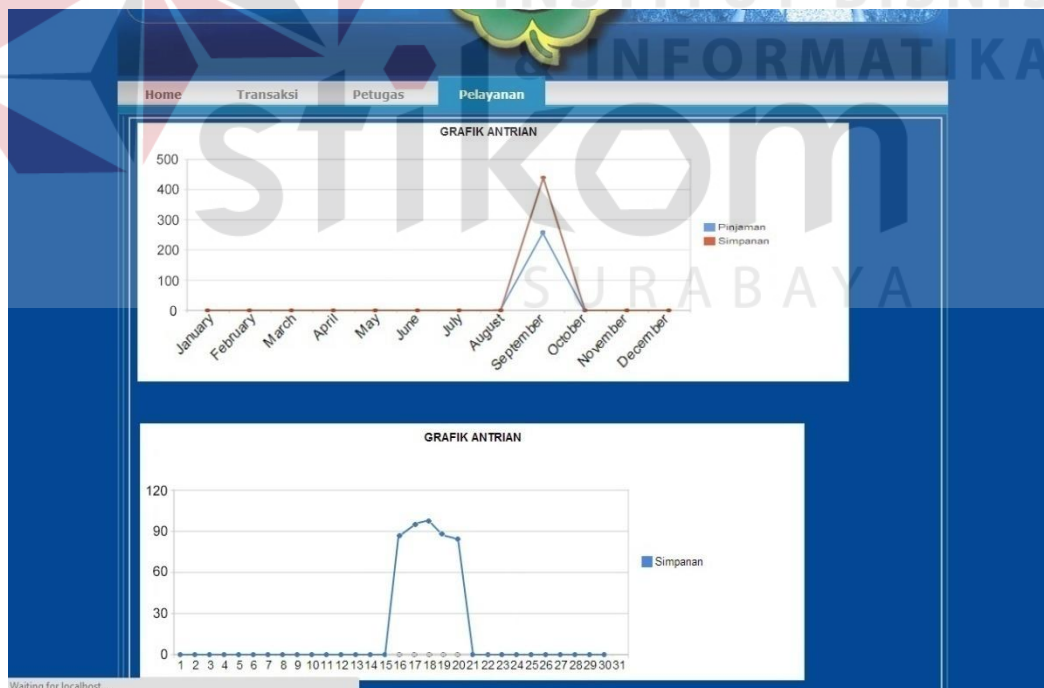 INSTITUT BISNIS
& INFORMATIKA
stikom
SURABAYA
Home Transaksi Petugas Pelayanan
GRAFIK ANTRIAN
500
400
300
200
100
0
January February March April May June July August September October November December
Pinjaman
Simpanan
GRAFIK ANTRIAN
120
90
60
30
0
1 2 3 4 5 6 7 8 9 10 11 12 13 14 15 16 17 18 19 20 21 22 23 24 25 26 27 28 29 30 31
Simpanan
Waiting for localhost